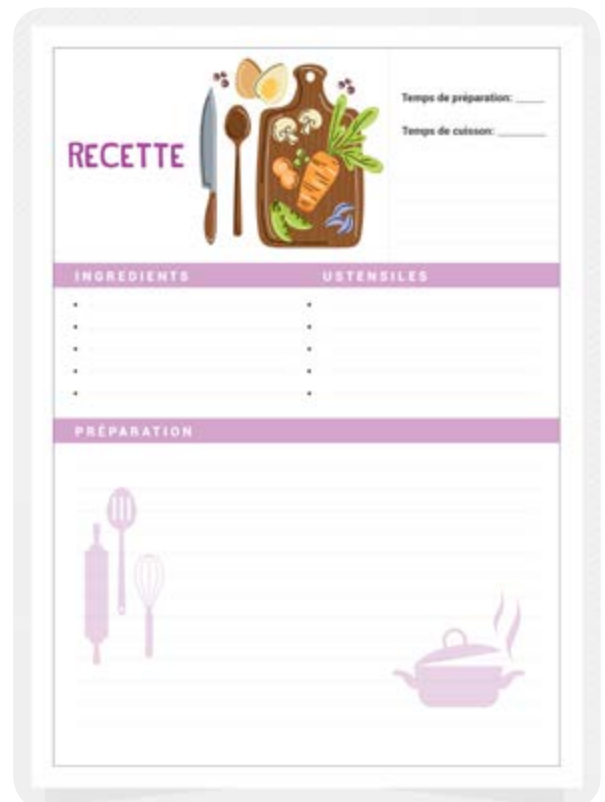 RECETTE
Temps de préparation: _____
Temps de cuisson: ________
INGREDIENTS
USTENSILES
PRÉPARATION